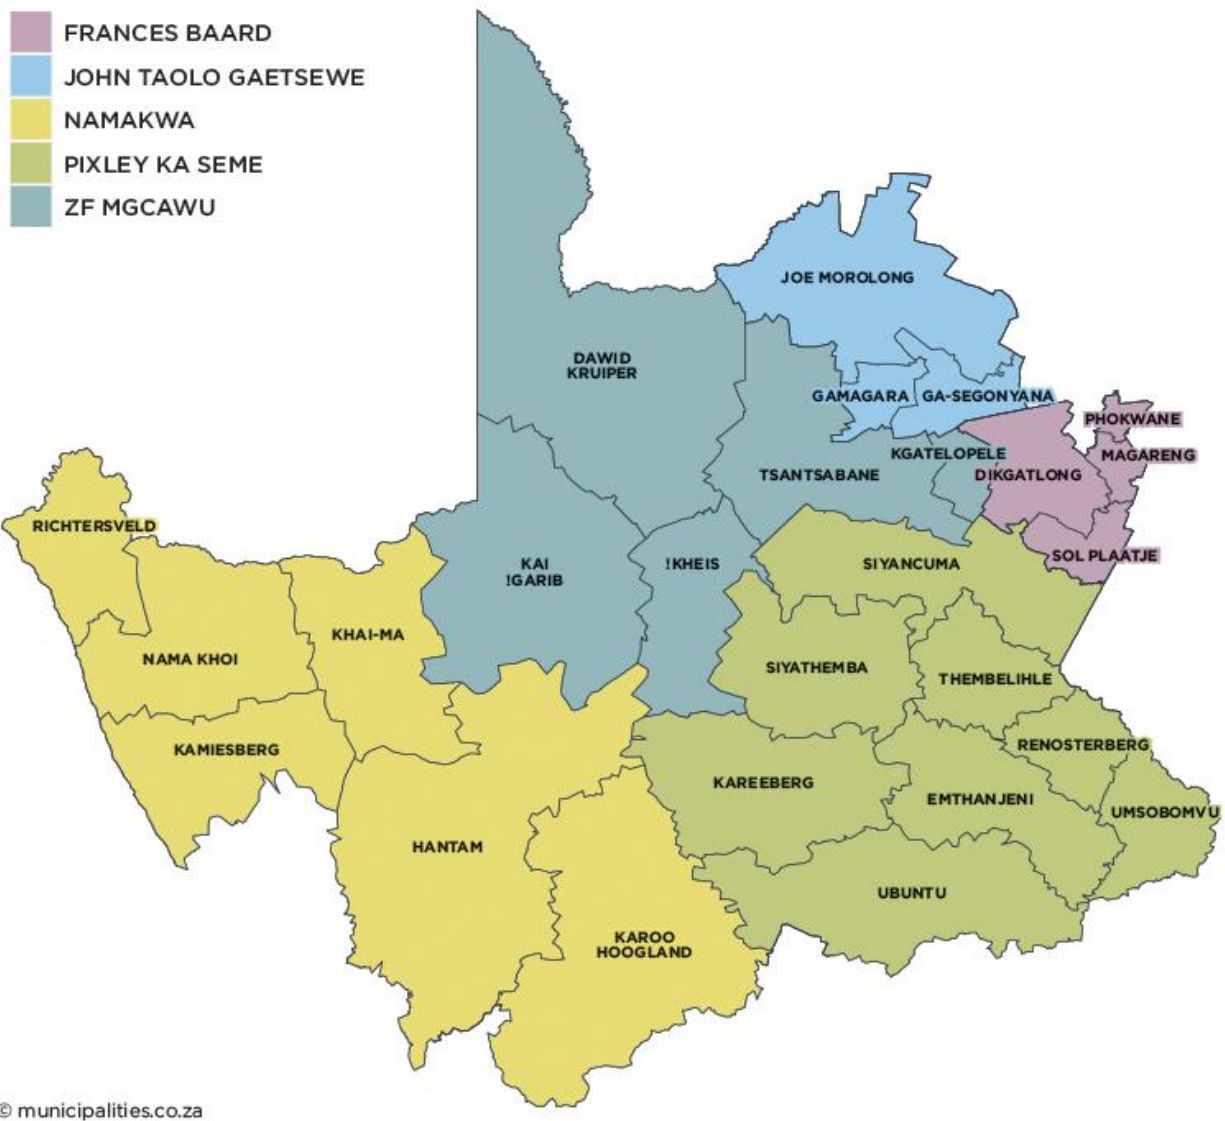 FRANCES BAARD
JOHN TAOLO GAETSEWE
NAMAKWA
PIXLEY KA SEME
ZF MGCAWU
JOE MOROLONG
DAWID
KRUIPER
GAMAGARA
GA-SEGONYANA
PHOKWANE
KGATELOPELE
MAGARENG
TSANTSABANE
DIKGATLONG
RICHTERSVELD
SOL PLAATJE
KAI
!GARIB
!KHEIS
SIYANCUMA
KHAI-MA
NAMA KHOI
SIYATHEMBA
THEMBELIHLE
KAMIESBERG
RENOSTERBERG
KAREEBERG
EMTHANJENI
UMSOBOMVU
HANTAM
UBUNTU
KAROO
HOOGLAND
© municipalities.co.za